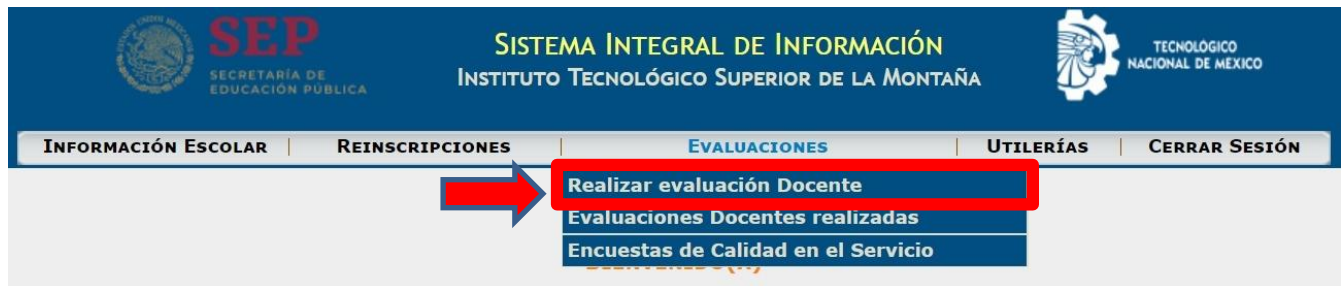 SEP
SECRETARÍA DE
EDUCACIÓN PÚBLICA
SISTEMA INTEGRAL DE INFORMACIÓN
INSTITUTO TECNOLÓGICO SUPERIOR DE LA MONTAÑA
TECNOLÓGICO
NACIONAL DE MÉXICO
INFORMACIÓN ESCOLAR | REINSCRIPCIONES | EVALUACIONES | UTILERÍAS | CERRAR SESIÓN
Realizar evaluación Docente
Evaluaciones Docentes realizadas
Encuestas de Calidad en el Servicio